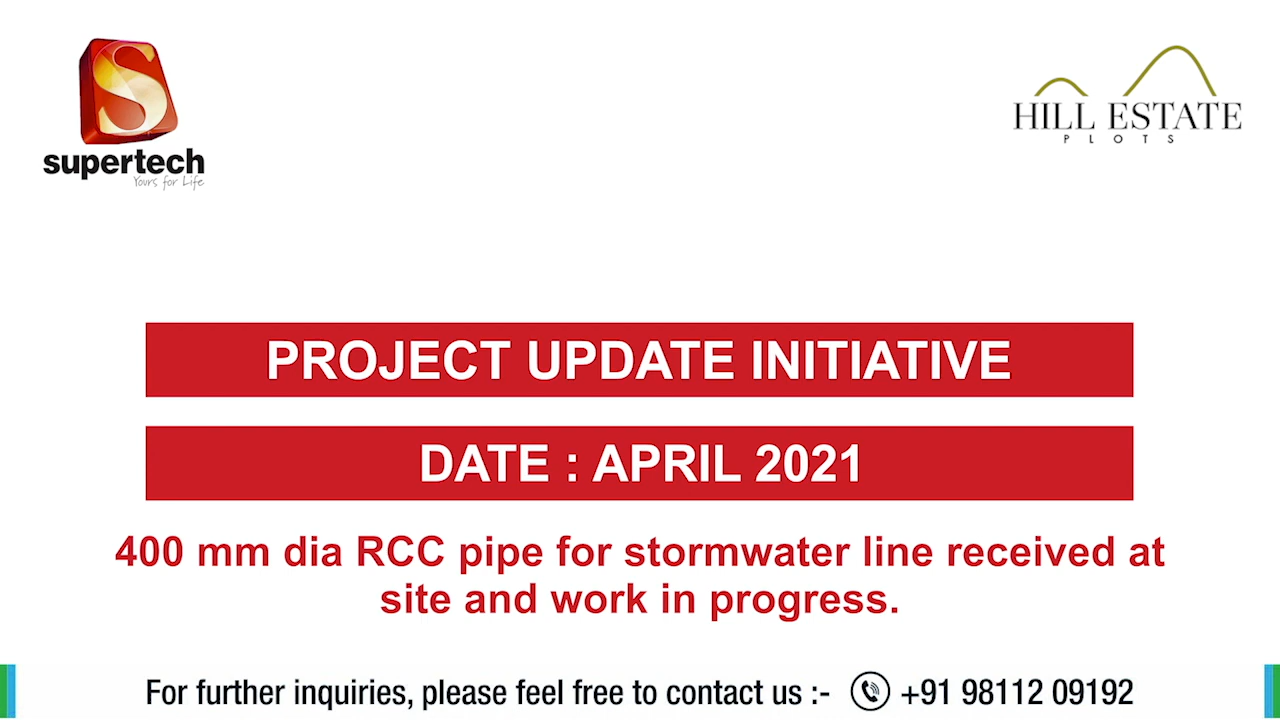 S
supertech
Yours for Life
HILL ESTATE
PLOTS
PROJECT UPDATE INITIATIVE
DATE : APRIL 2021
400 mm dia RCC pipe for stormwater line received at
site and work in progress.
For further inquiries, please feel free to contact us :- +91 98112 09192